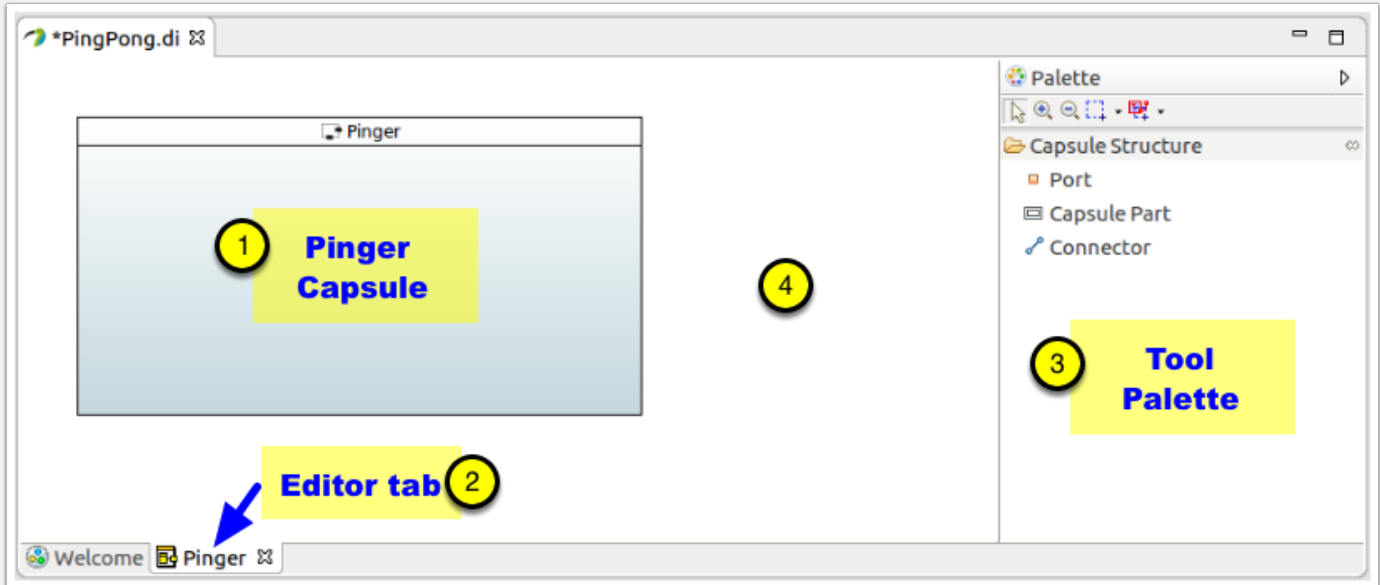 *PingPong.di
Palette
Pinger
Capsule Structure
Port
Capsule Part
Connector
1
Pinger
Capsule
4
3
Tool
Palette
Editor tab
2
Welcome
Pinger